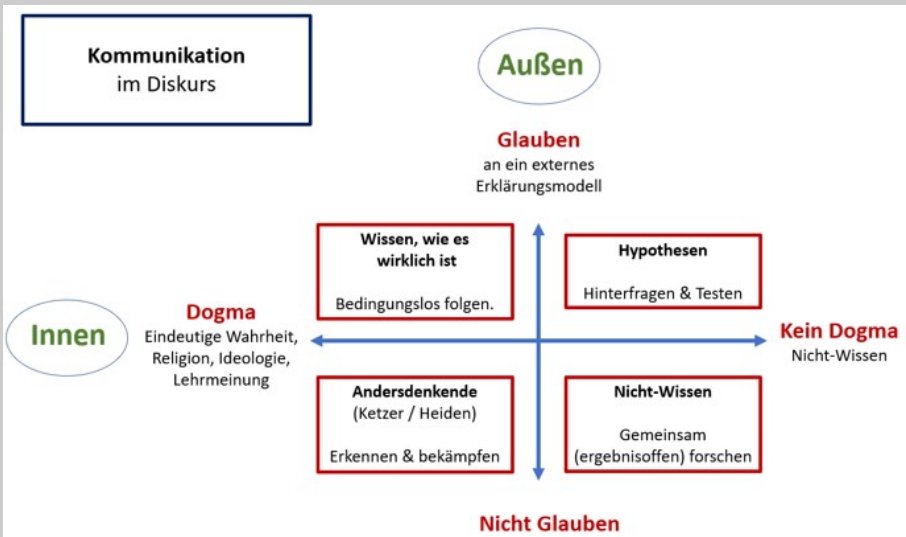 Kommunikation
im Diskurs
Außen
Glauben
an ein externes
Erklärungsmodell
Wissen, wie es
wirklich ist
Bedingungslos folgen.
Hypothesen
Hinterfragen & Testen
Innen
Dogma
Eindeutige Wahrheit,
Religion, Ideologie,
Lehrmeinung
Kein Dogma
Nicht-Wissen
Andersdenkende
(Ketzer / Heiden)
Erkennen & bekämpfen
Nicht-Wissen
Gemeinsam
(ergebnisoffen) forschen
Nicht Glauben